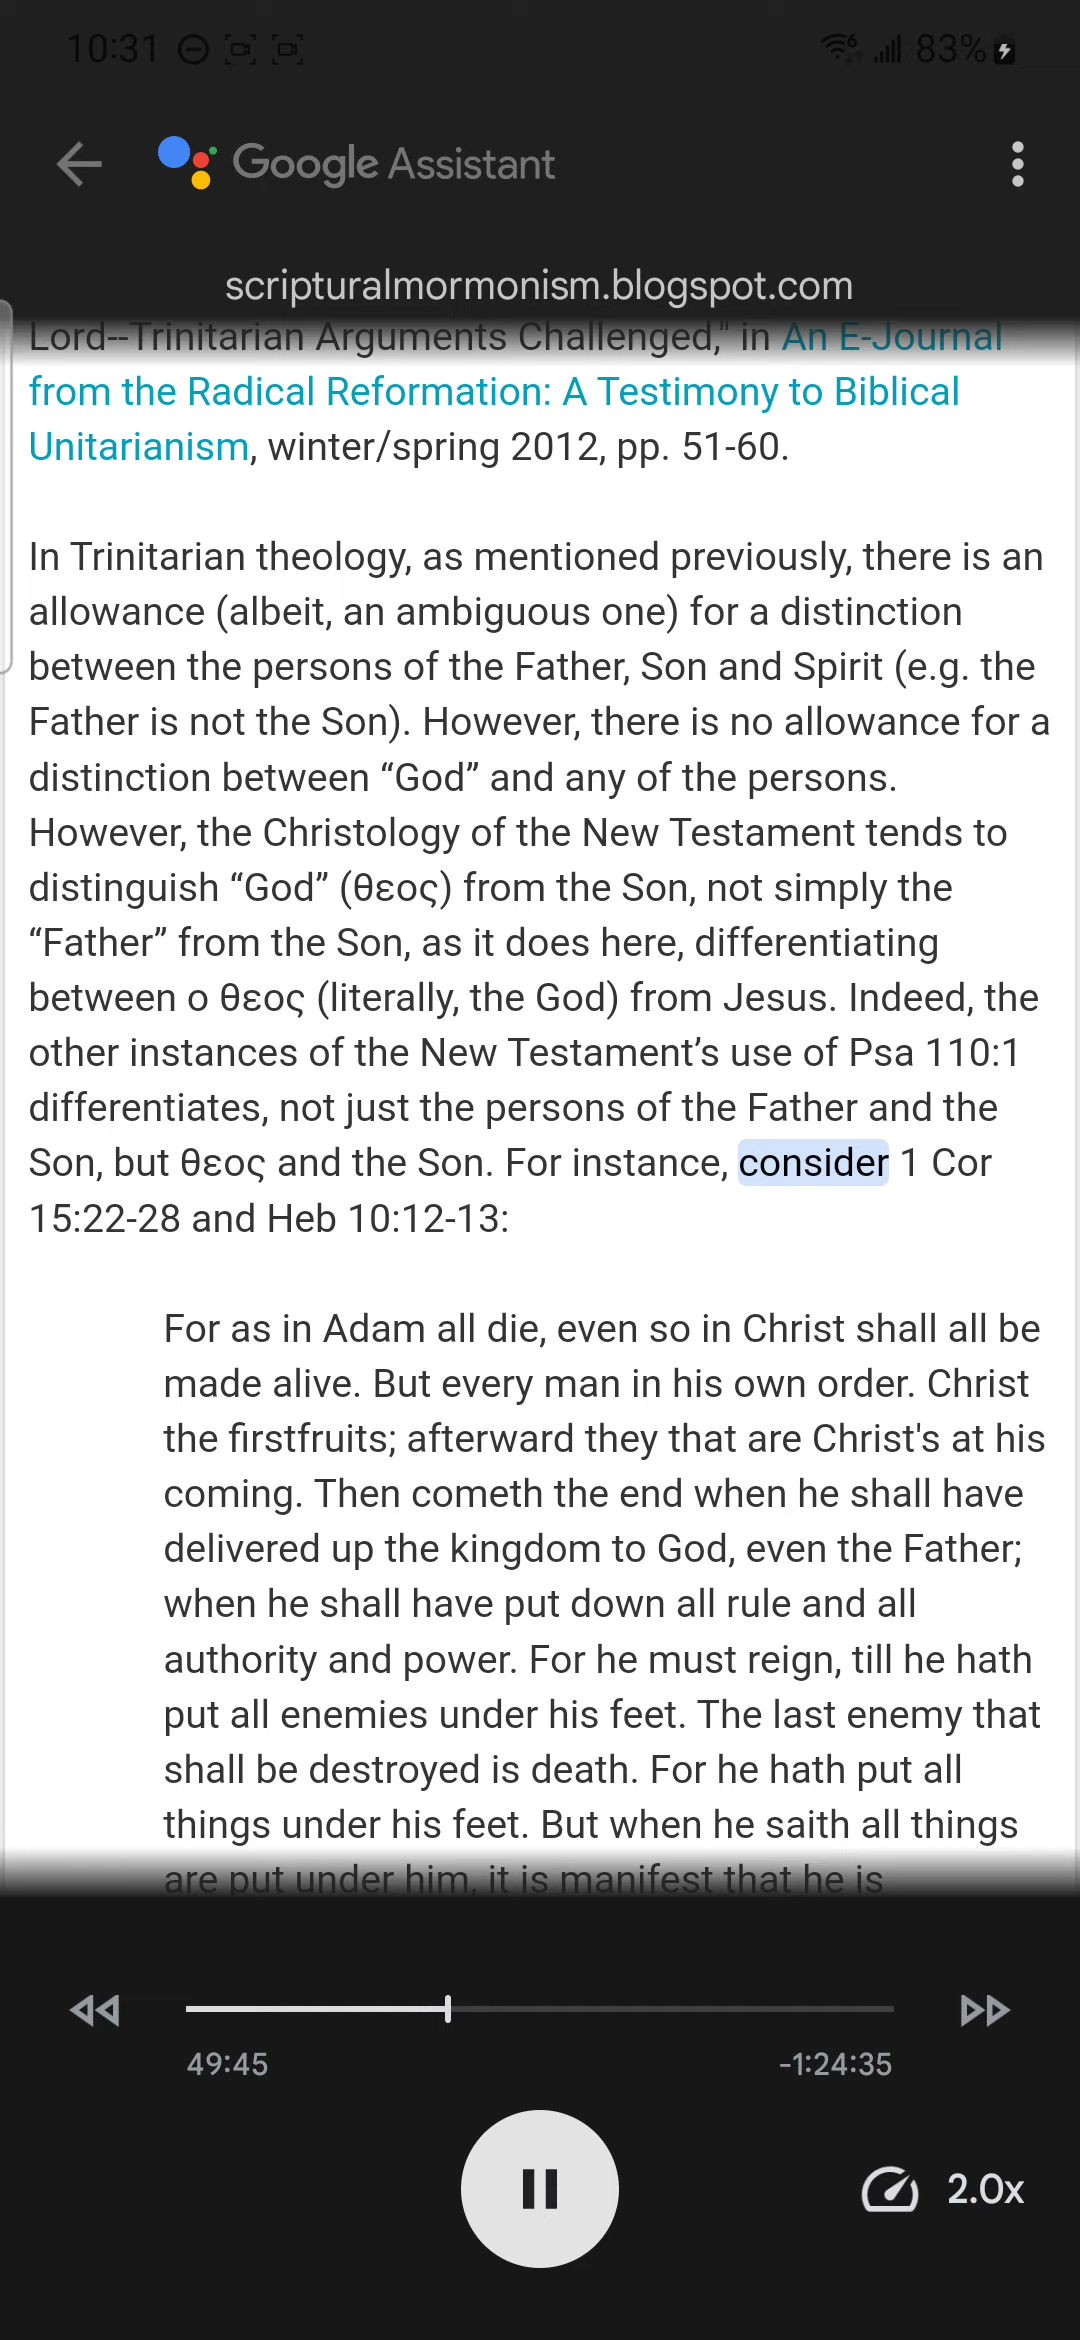 10:31
83%
Google Assistant
scripturalmormonism.blogspot.com
Lord--Trinitarian Arguments Challenged," in An E-Journal
from the Radical Reformation: A Testimony to Biblical
Unitarianism, winter/spring 2012, pp. 51-60.
In Trinitarian theology, as mentioned previously, there is an
allowance (albeit, an ambiguous one) for a distinction
between the persons of the Father, Son and Spirit (e.g. the
Father is not the Son). However, there is no allowance for a
distinction between “God” and any of the persons.
However, the Christology of the New Testament tends to
distinguish “God” (θεος) from the Son, not simply the
“Father” from the Son, as it does here, differentiating
between ο θεος (literally, the God) from Jesus. Indeed, the
other instances of the New Testament’s use of Psa 110:1
differentiates, not just the persons of the Father and the
Son, but θεος and the Son. For instance, consider 1 Cor
15:22-28 and Heb 10:12-13:
For as in Adam all die, even so in Christ shall all be
made alive. But every man in his own order. Christ
the firstfruits; afterward they that are Christ's at his
coming. Then cometh the end when he shall have
delivered up the kingdom to God, even the Father;
when he shall have put down all rule and all
authority and power. For he must reign, till he hath
put all enemies under his feet. The last enemy that
shall be destroyed is death. For he hath put all
things under his feet. But when he saith all things
are put under him, it is manifest that he is
49:45
-1:24:35
2.0x